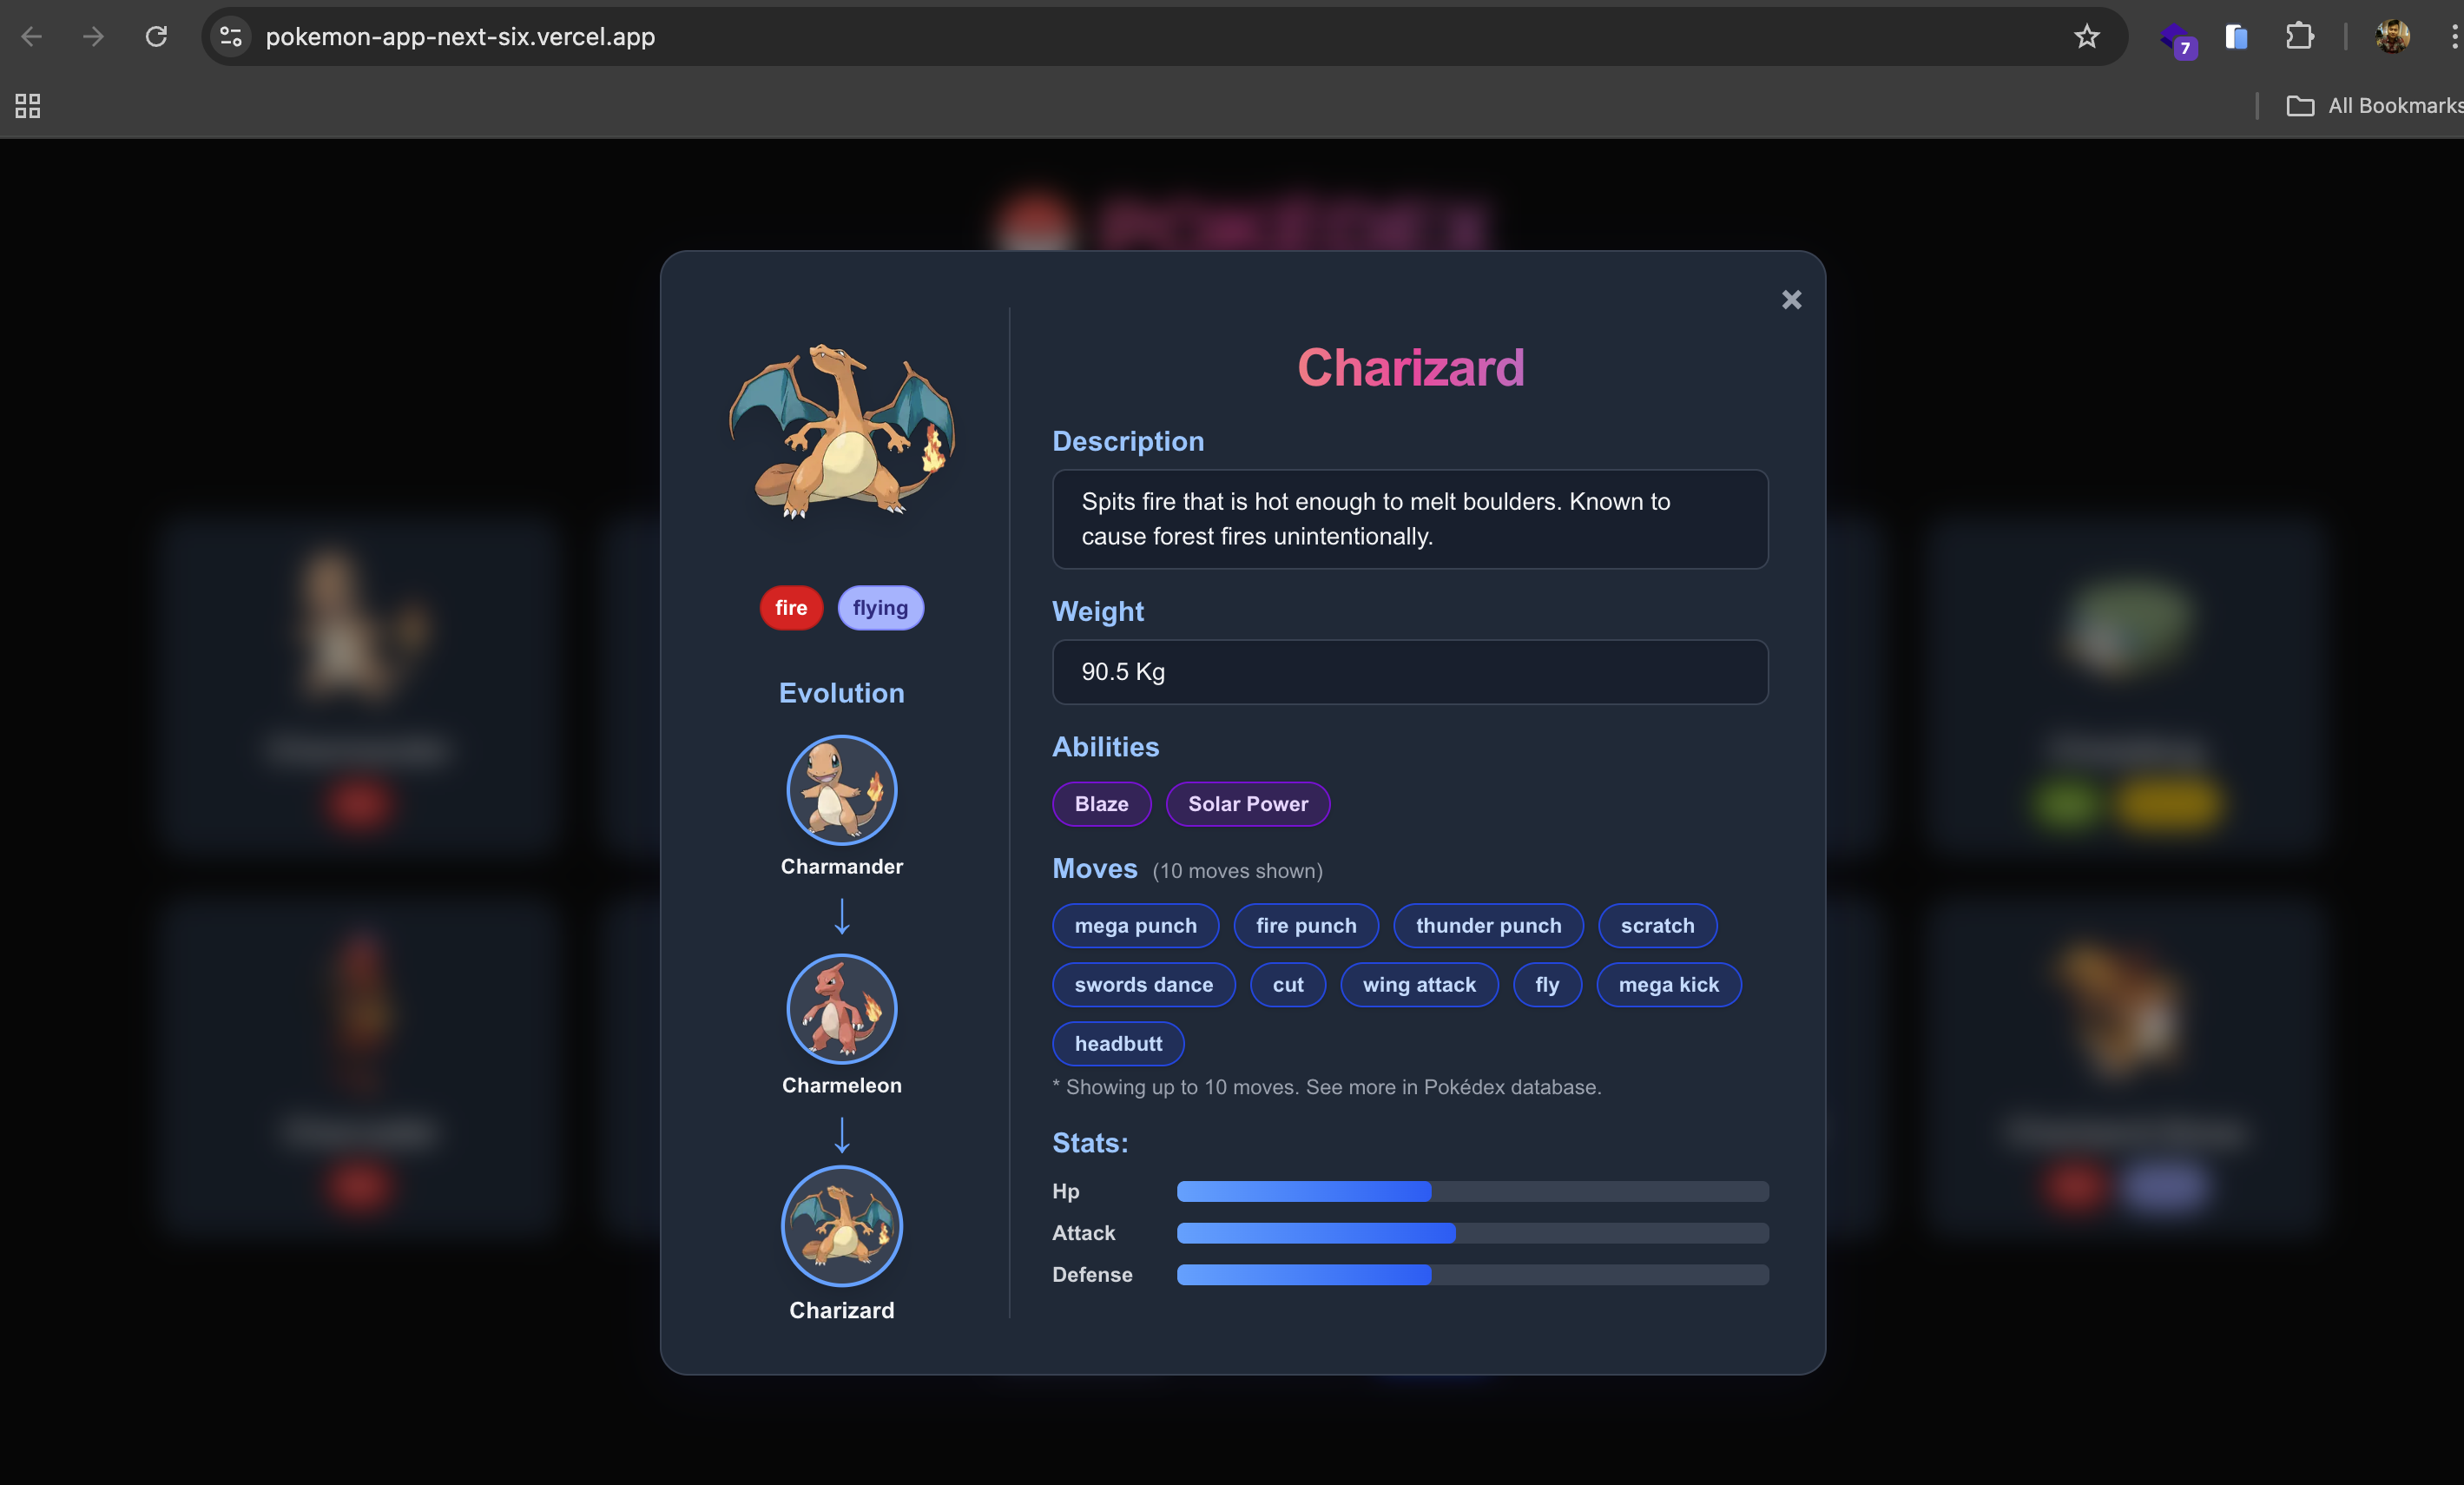 pokemon-app-next-six.vercel.app
7
All Bookmarks
POKÉDEX
Charizard
Description
Spits fire that is hot enough to melt boulders. Known to
cause forest fires unintentionally.
Weight
90.5 Kg
Abilities
Blaze
Solar Power
Moves (10 moves shown)
mega punch
fire punch
thunder punch
scratch
swords dance
cut
wing attack
fly
mega kick
headbutt
* Showing up to 10 moves. See more in Pokédex database.
Stats:
Hp
Attack
Defense
fire
flying
Evolution
Charmander
↓
Charmeleon
↓
Charizard